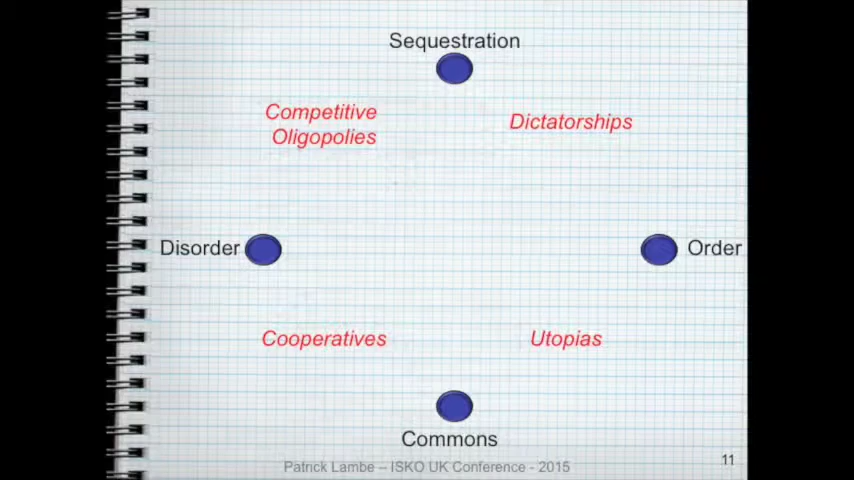 Sequestration
Competitive
Oligopolies
Dictatorships
Disorder
Order
Cooperatives
Utopias
Commons
Patrick Lambe – ISKO UK Conference - 2015
11